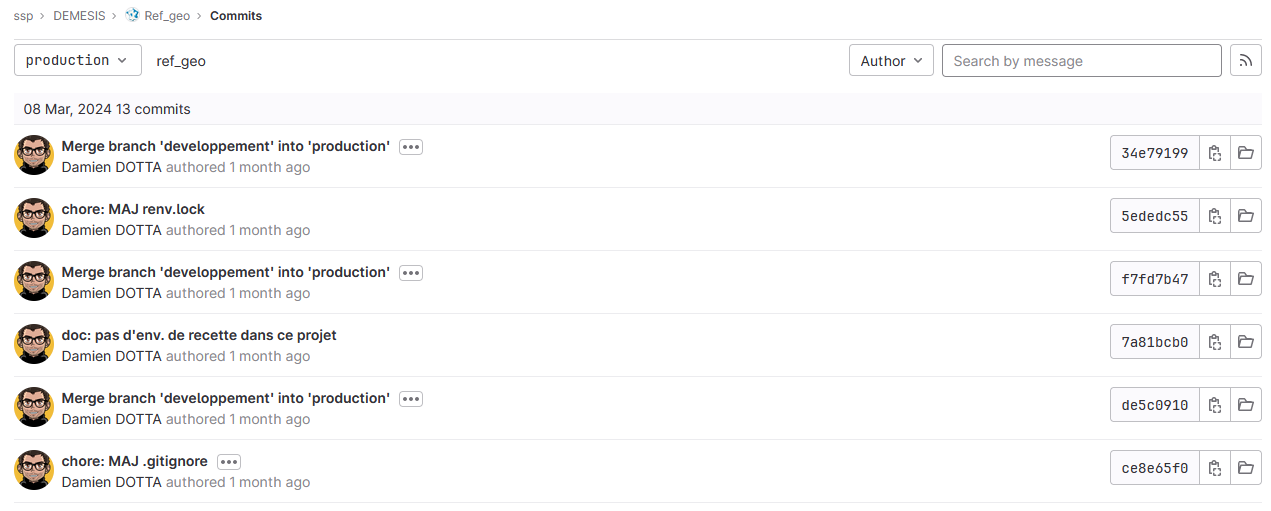 ssp > DEMESIS > Ref_geo > Commits
production ref_geo Author Search by message
08 Mar, 2024 13 commits
Merge branch 'developpement' into 'production' 34e79199
Damien DOTTA authored 1 month ago
chore: MAJ renv.lock 5ededc55
Damien DOTTA authored 1 month ago
Merge branch 'developpement' into 'production' f7fd7b47
Damien DOTTA authored 1 month ago
doc: pas d'env. de recette dans ce projet 7a81bcb0
Damien DOTTA authored 1 month ago
Merge branch 'developpement' into 'production' de5c0910
Damien DOTTA authored 1 month ago
chore: MAJ .gitignore ce8e65f0
Damien DOTTA authored 1 month ago